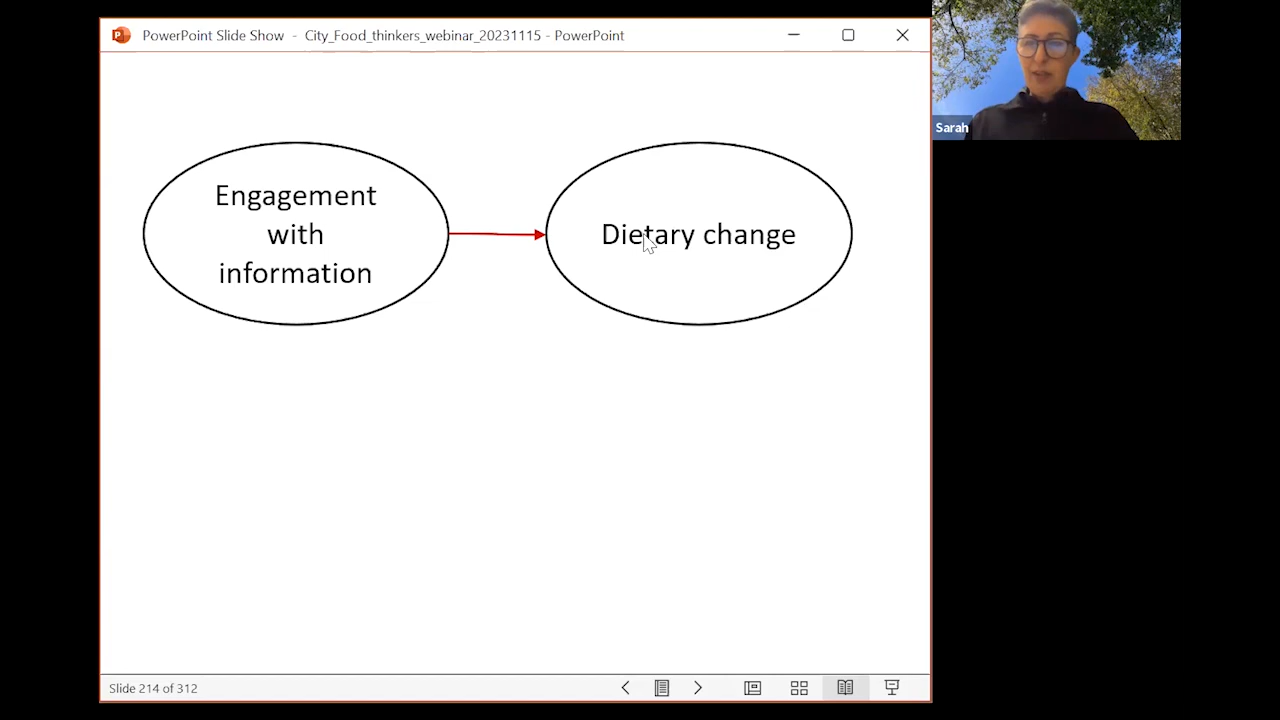 PowerPoint Slide Show - City_Food_thinkers_webinar_20231115 - PowerPoint
Sarah
Engagement
with
information
Dietary change
Slide 214 of 312